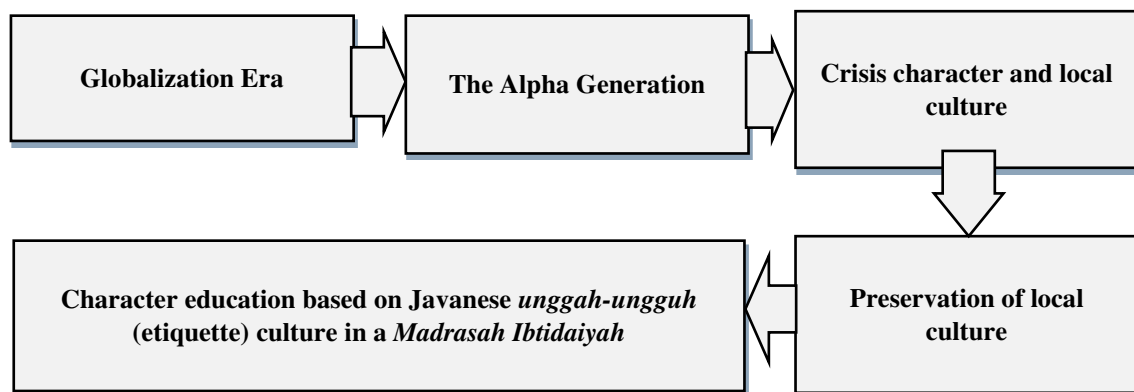 Globalization Era
The Alpha Generation
Crisis character and local
culture
Preservation of local
culture
Character education based on Javanese unggah-ungguh
(etiquette) culture in a Madrasah Ibtidaiyah